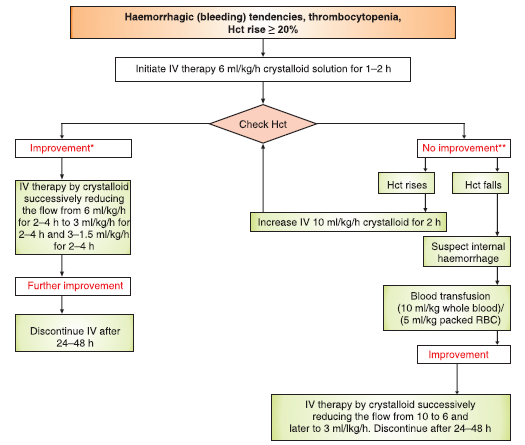 Haemorrhagic (bleeding) tendencies, thrombocytopenia,
Hct rise ≥ 20%
Initiate IV therapy 6 ml/kg/h crystalloid solution for 1–2 h
Check Hct
Improvement*
No improvement**
IV therapy by crystalloid
successively reducing
the flow from 6 ml/kg/h
for 2–4 h to 3 ml/kg/h for
2–4 h and 3–1.5 ml/kg/h
for 2–4 h
Hct rises
Hct falls
Increase IV 10 ml/kg/h crystalloid for 2 h
Suspect internal
haemorrhage
Further improvement
Discontinue IV after
24–48 h
Blood transfusion
(10 ml/kg whole blood)/
(5 ml/kg packed RBC)
Improvement
IV therapy by crystalloid successively
reducing the flow from 10 to 6 and
later to 3 ml/lkg/h. Discontinue after 24–48 h